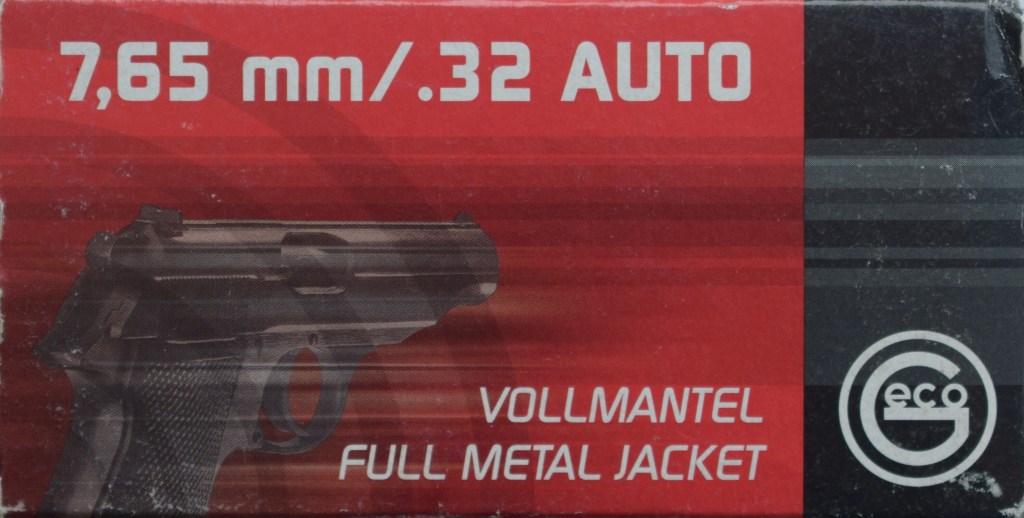 7,65 mm/.32 AUTO
VOLLMANTEL
FULL METAL JACKET
Geco